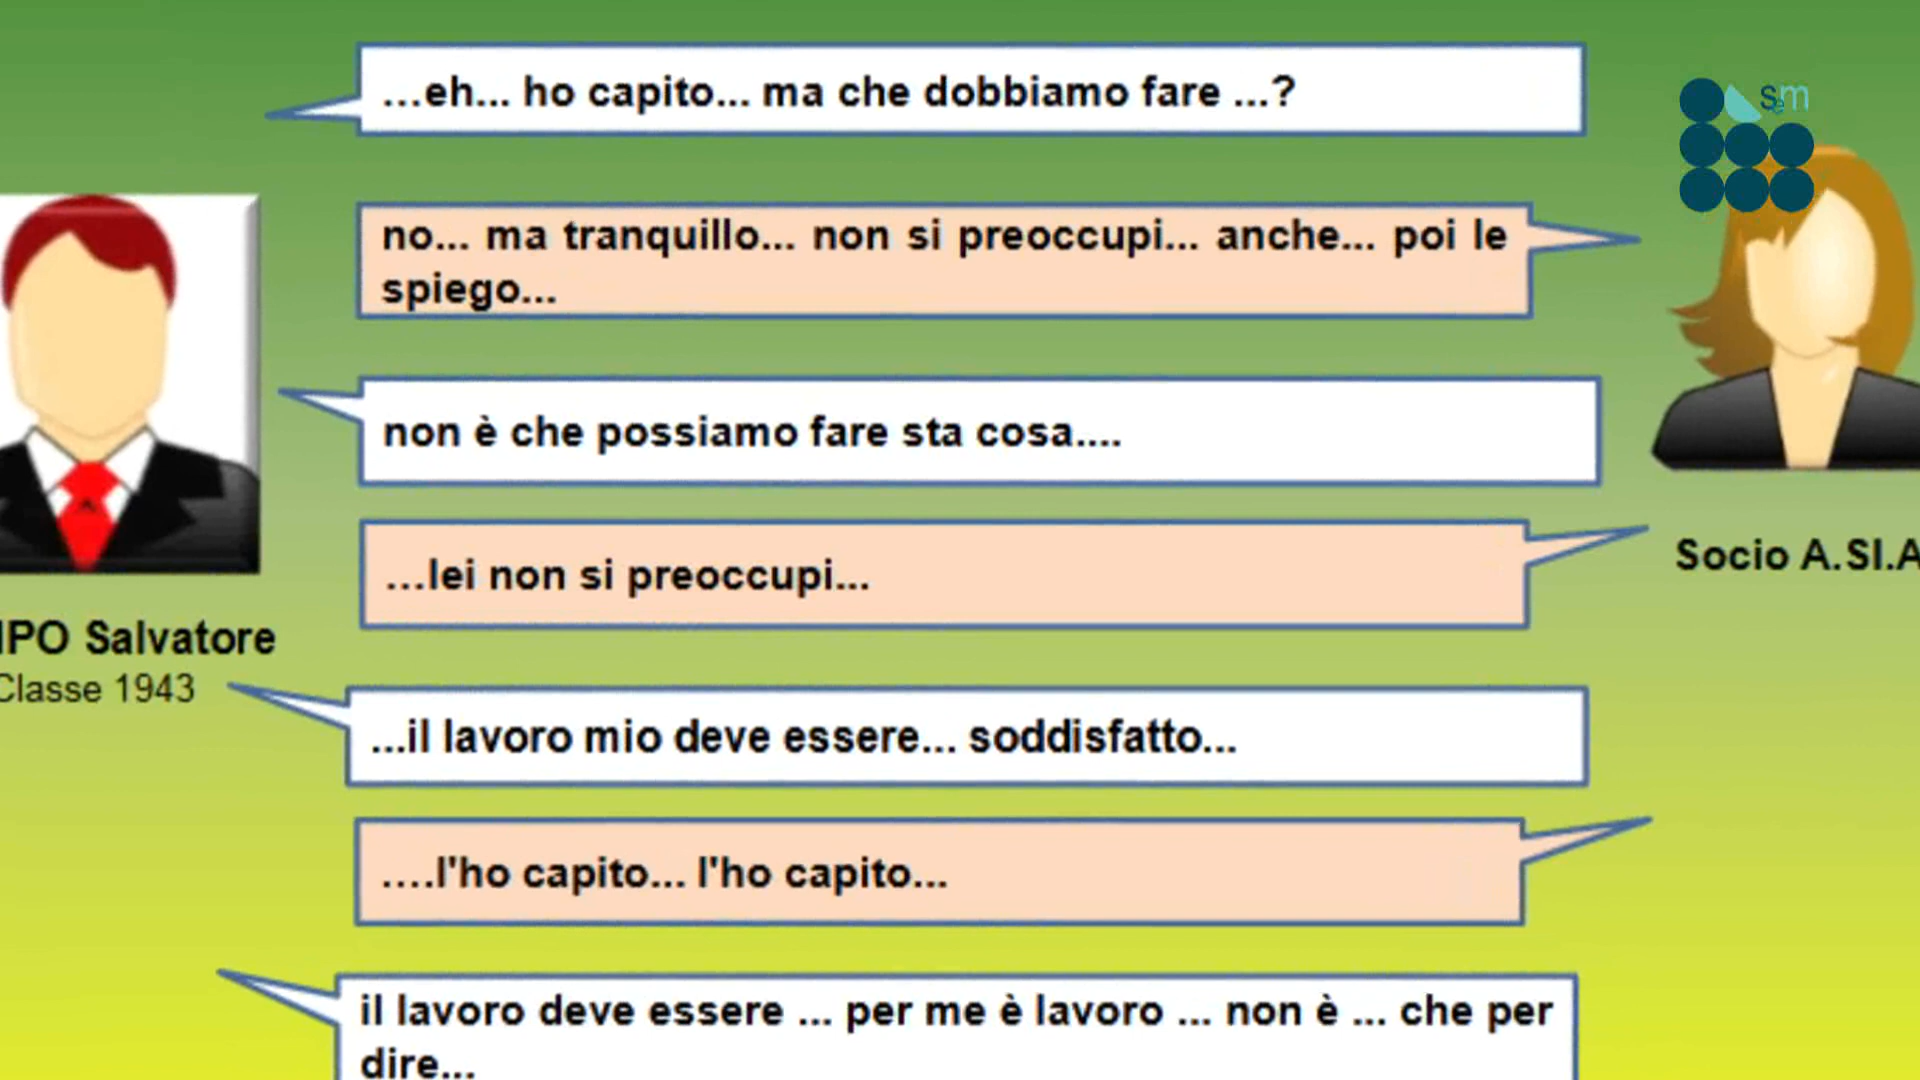 ...eh... ho capito... ma che dobbiamo fare ...?
sem
no... ma tranquillo... non si preoccupi... anche... poi le
spiego...
non è che possiamo fare sta cosa....
...lei non si preoccupi...
Socio A.SI.A
IPO Salvatore
Classe 1943
...il lavoro mio deve essere... soddisfatto...
....l'ho capito... l'ho capito...
il lavoro deve essere ... per me è lavoro ... non è ... che per
dire...